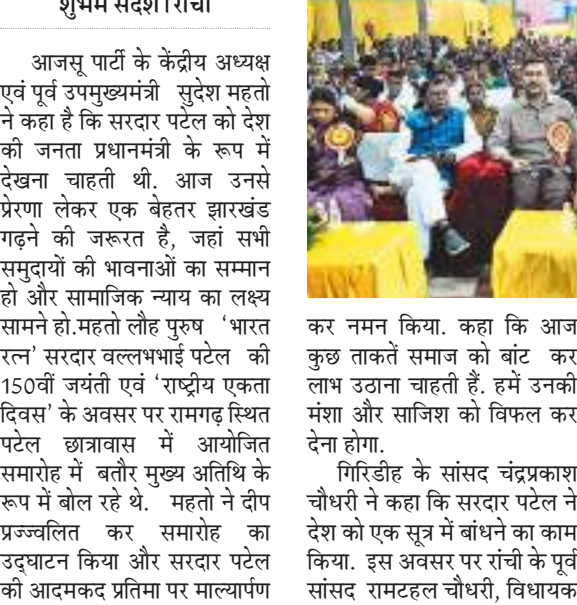 शुभम संदेश।रांची
आजसू पार्टी के केंद्रीय अध्यक्ष
एवं पूर्व उपमुख्यमंत्री सुदेश महतो
ने कहा है कि सरदार पटेल को देश
की जनता प्रधानमंत्री के रूप में
देखना चाहती थी. आज उनसे
प्रेरणा लेकर एक बेहतर झारखंड
गढ़ने की जरूरत है, जहां सभी
समुदायों की भावनाओं का सम्मान
हो और सामाजिक न्याय का लक्ष्य
सामने हो.महतो लौह पुरुष 'भारत
रत्न' सरदार वल्लभभाई पटेल की
150वीं जयंती एवं 'राष्ट्रीय एकता
दिवस' के अवसर पर रामगढ़ स्थित
पटेल छात्रावास में आयोजित
समारोह में बतौर मुख्य अतिथि के
रूप में बोल रहे थे. महतो ने दीप
प्रज्ज्वलित कर समारोह का
उद्घाटन किया और सरदार पटेल
की आदमकद प्रतिमा पर माल्यार्पण
कर नमन किया. कहा कि आज
कुछ ताकतें समाज को बांट कर
लाभ उठाना चाहती हैं. हमें उनकी
मंशा और साजिश को विफल कर
देना होगा.
गिरिडीह के सांसद चंद्रप्रकाश
चौधरी ने कहा कि सरदार पटेल ने
देश को एक सूत्र में बांधने का काम
किया. इस अवसर पर रांची के पूर्व
सांसद रामटहल चौधरी, विधायक